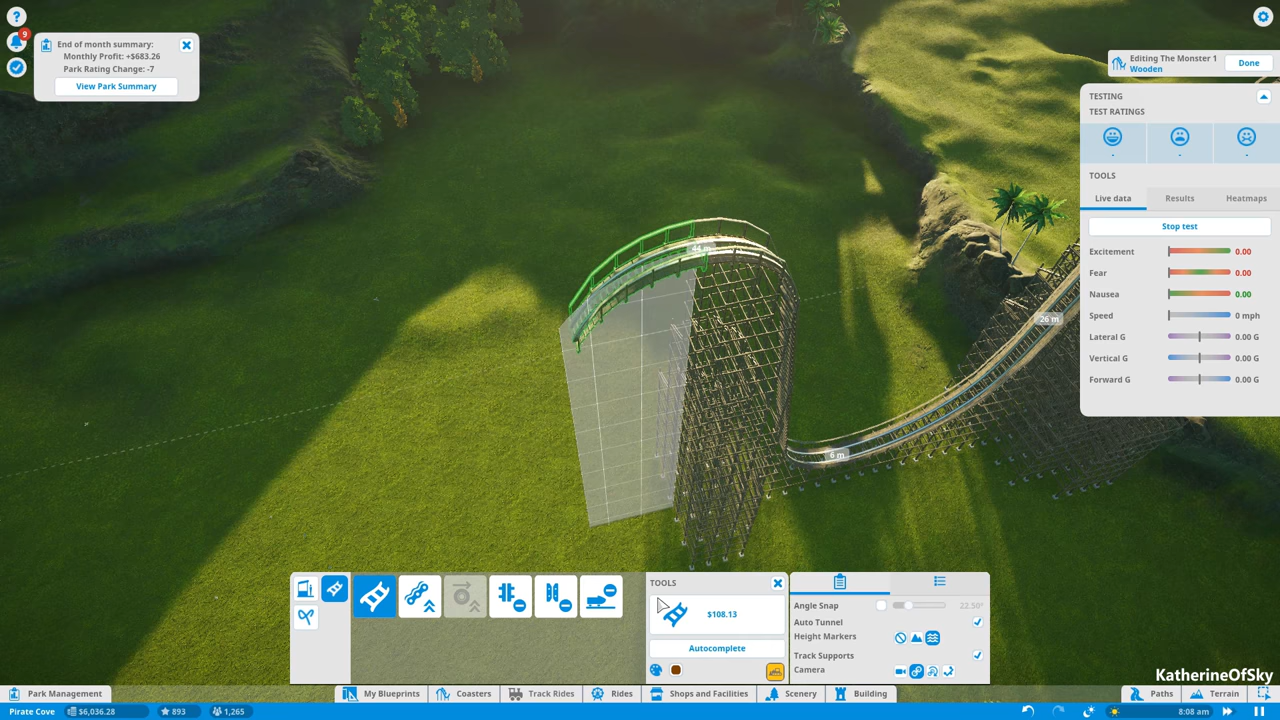 9
End of month summary:
Monthly Profit: +$683.26
Park Rating Change: -7
View Park Summary
Editing The Monster 1
Wooden
Done
TESTING
TEST RATINGS
- - -
TOOLS
Live data Results Heatmaps
Stop test
Excitement 0.00
Fear 0.00
Nausea 0.00
Speed 0 mph
Lateral G 0.00 G
Vertical G 0.00 G
Forward G 0.00 G
44 m
26 m
6 m
TOOLS
$108.13
Autocomplete
Angle Snap 22.50°
Auto Tunnel
Height Markers
Track Supports
Camera
KatherineOfSky
Park Management My Blueprints Coasters Track Rides Rides Shops and Facilities Scenery Building Paths Terrain
Pirate Cove $6,036.28 893 1,265 8:08 am